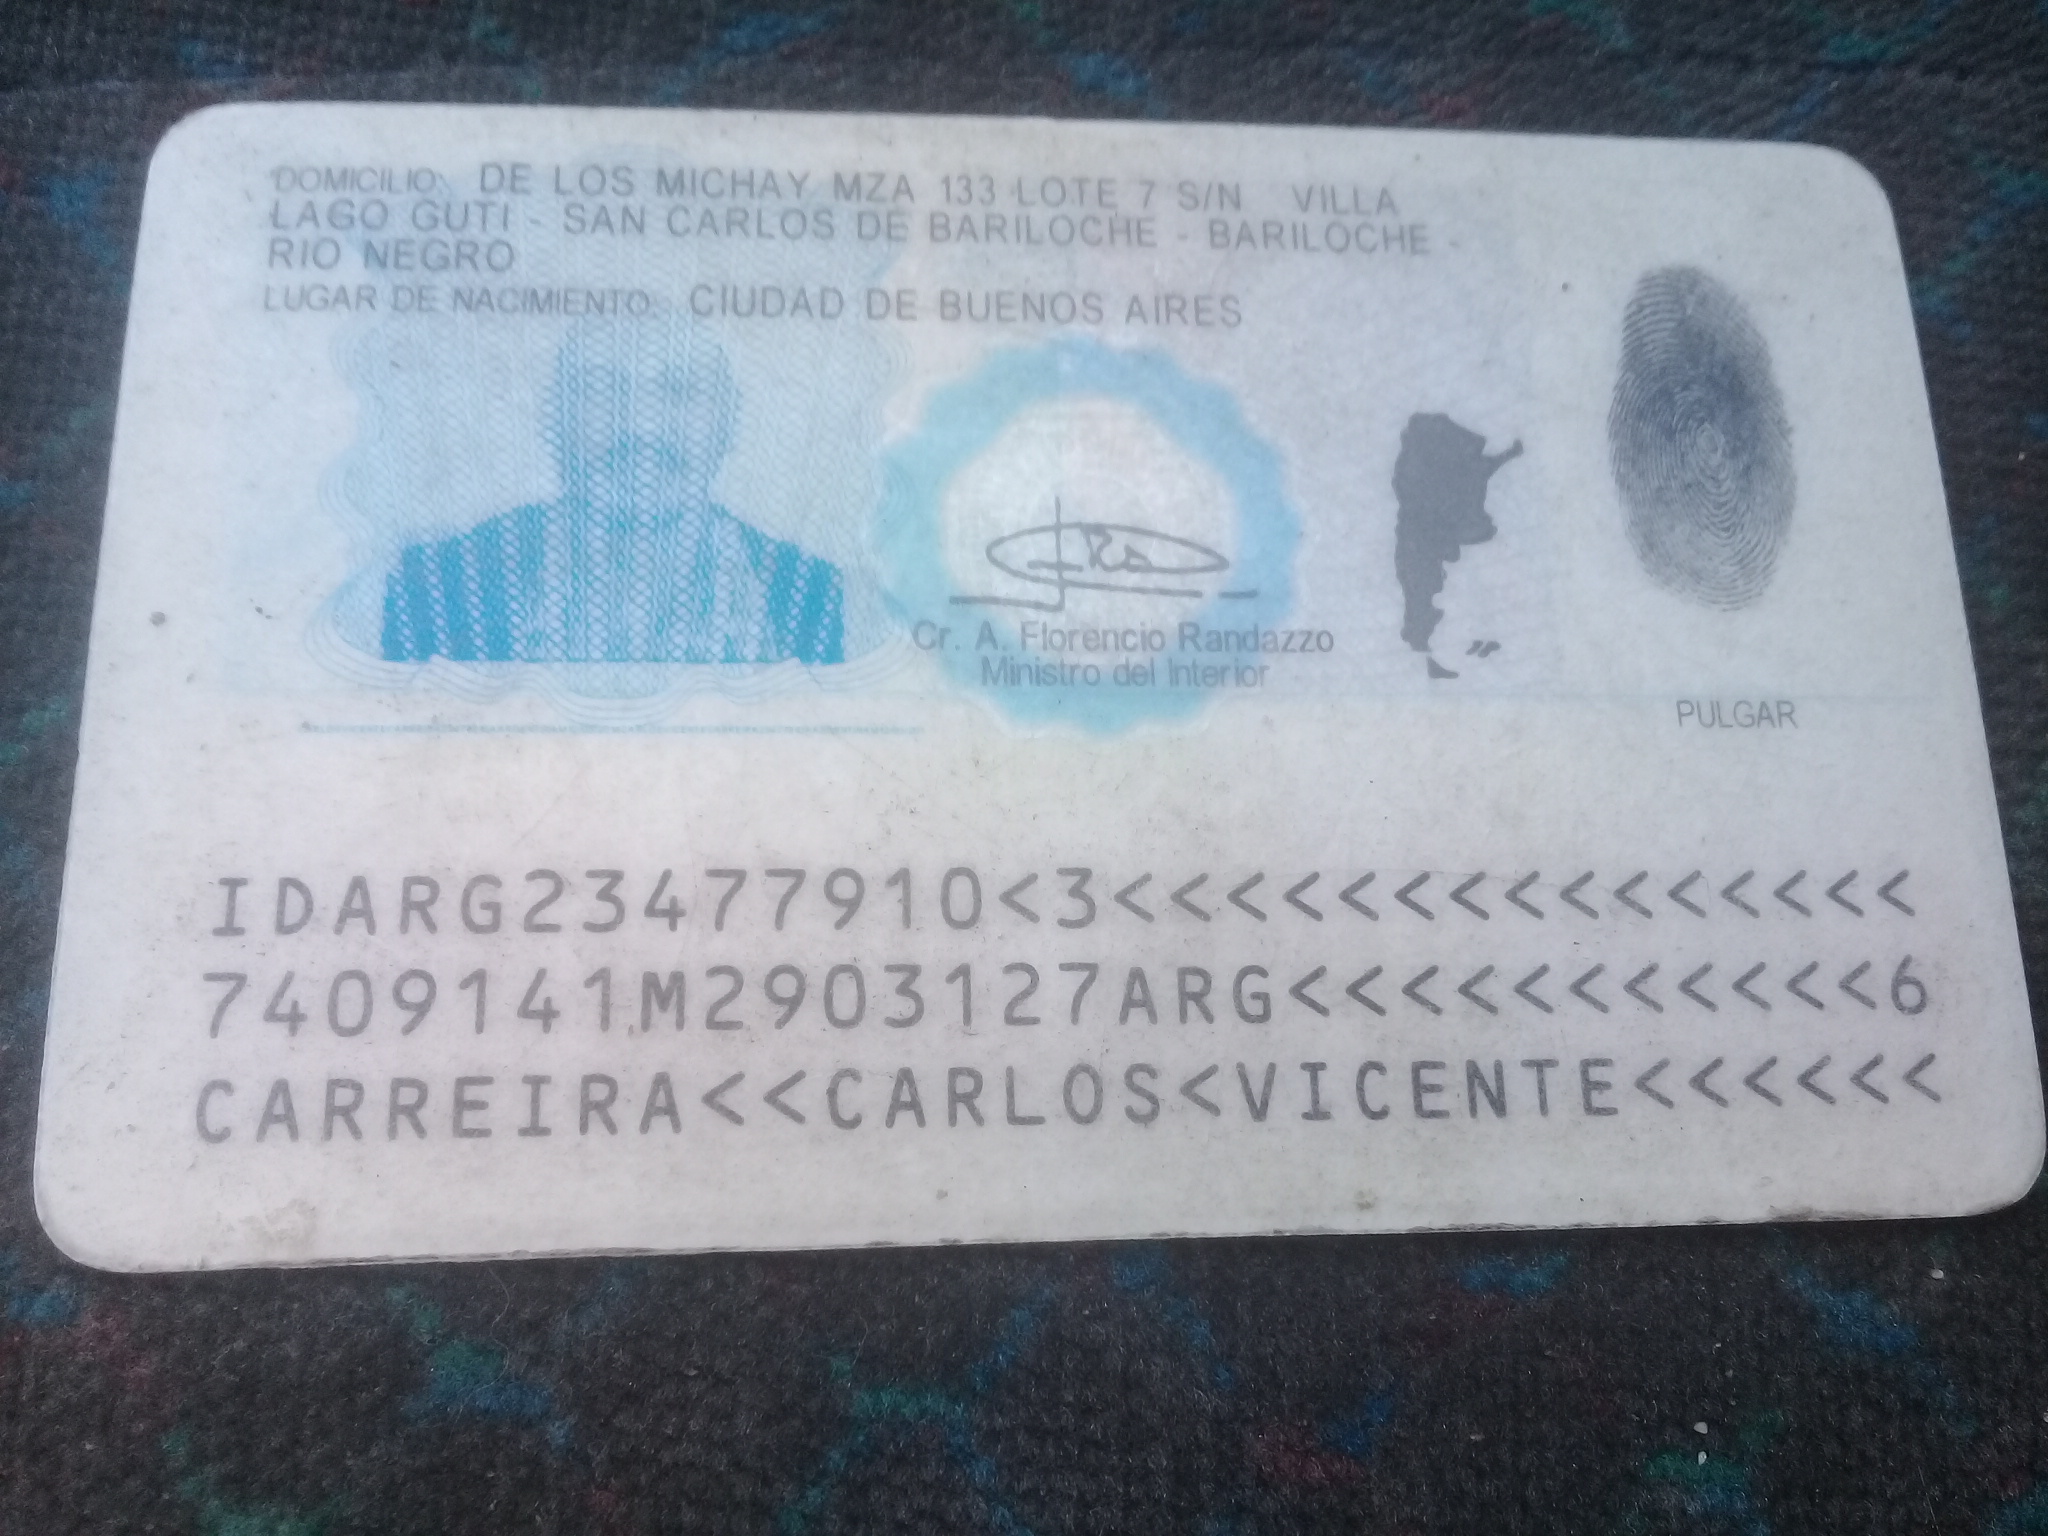 DOMICILIO: DE LOS MICHAY MZA 133 LOTE 7 S/N VILLA
LAGO GUTI - SAN CARLOS DE BARILOCHE - BARILOCHE -
RIO NEGRO
LUGAR DE NACIMIENTO: CIUDAD DE BUENOS AIRES
Cr. A. Florencio Randazzo
Ministro del Interior
PULGAR
IDARG23477910<3<<<<<<<<<<<<<<<
7409141M2903127ARG<<<<<<<<<<<6
CARREIRA<<CARLOS<VICENTE<<<<<<